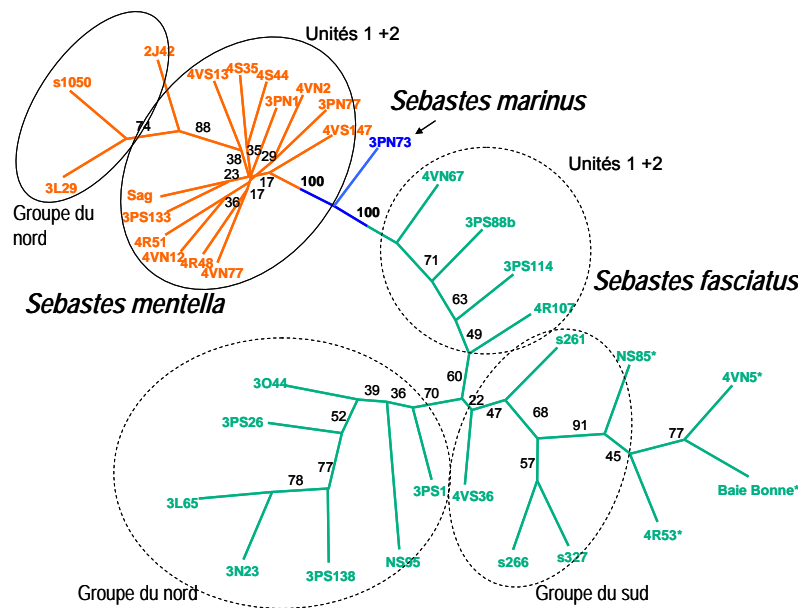 Unités 1 +2
2J42
s1050
4VS13
4S35
4S44
4VN2
3PN1
3PN77
4VS147
Sebastes marinus
3PN73
74
88
35
38
29
23
17
17
36
100
100
3L29
Sag
3PS133
4R51
4VN12
4R48
4VN77
Groupe du
nord
Sebastes mentella
Unités 1 +2
4VN67
3PS88b
71
3PS114
63
4R107
49
Sebastes fasciatus
s261
NS85*
4VN5*
60
22
47
68
91
77
45
57
Baie Bonne*
4R53*
4VS36
s266
s327
Groupe du sud
3O44
39
36
70
3PS26
52
77
78
3L65
3PS1
3N23
3PS138
NS95
Groupe du nord